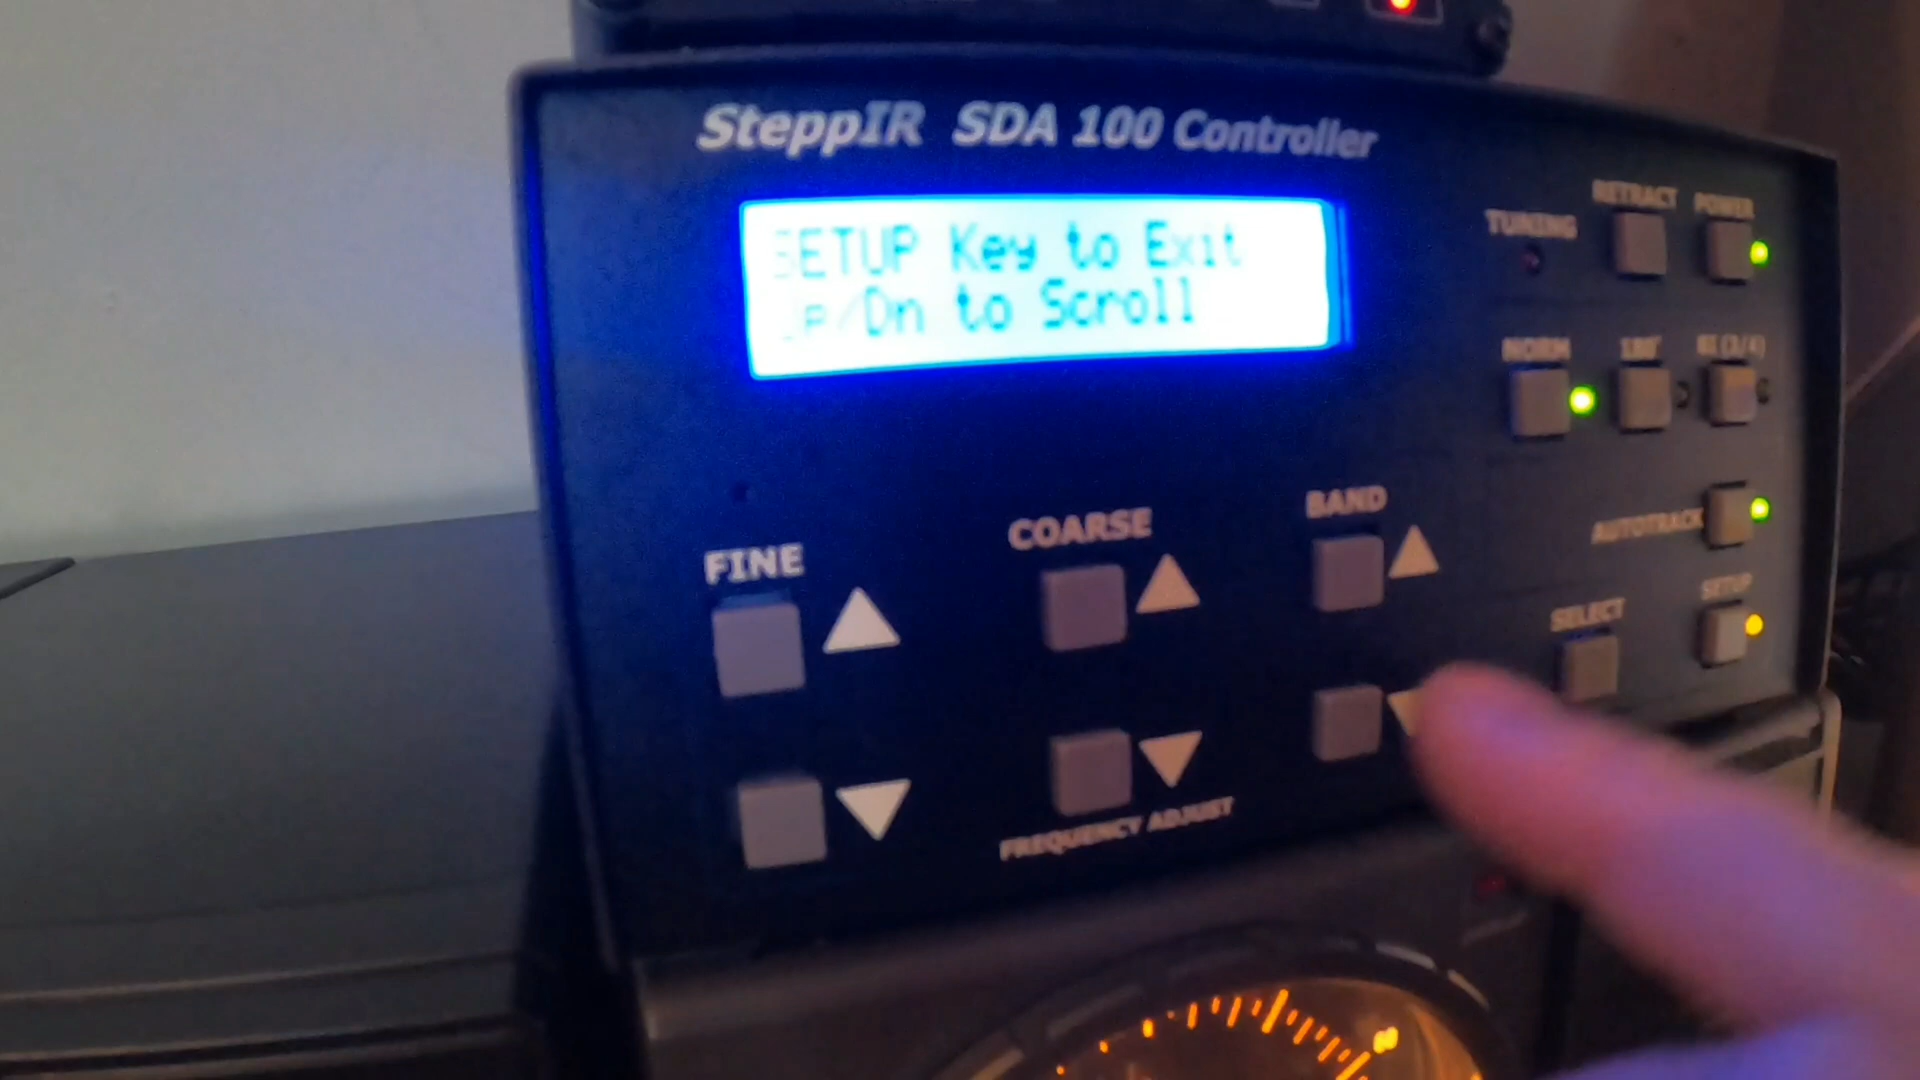 SteppIR SDA 100 Controller
SETUP Key to Exit
Up/Dn to Scroll
TUNING
RETRACT
POWER
NORM
180°
BI (3/4)
AUTOTRACK
SETUP
SELECT
FINE
COARSE
BAND
FREQUENCY ADJUST